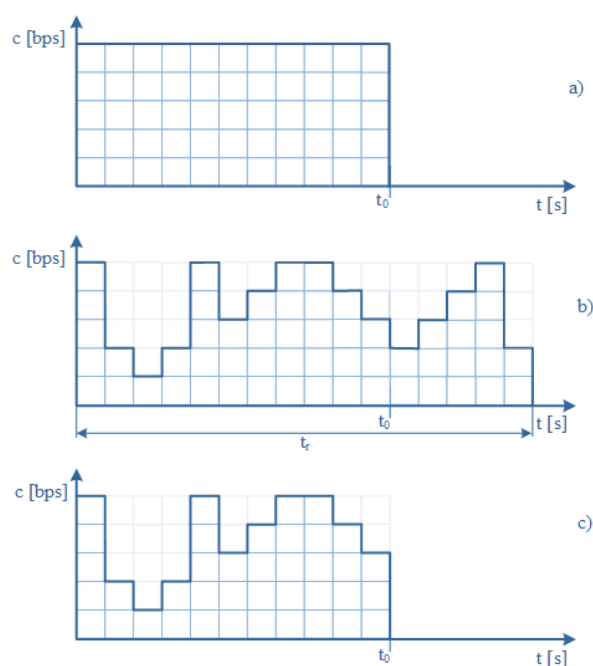 c [bps]
a)
t₀
t [s]
c [bps]
b)
t₀
t [s]
tᵣ
c [bps]
c)
t₀
t [s]